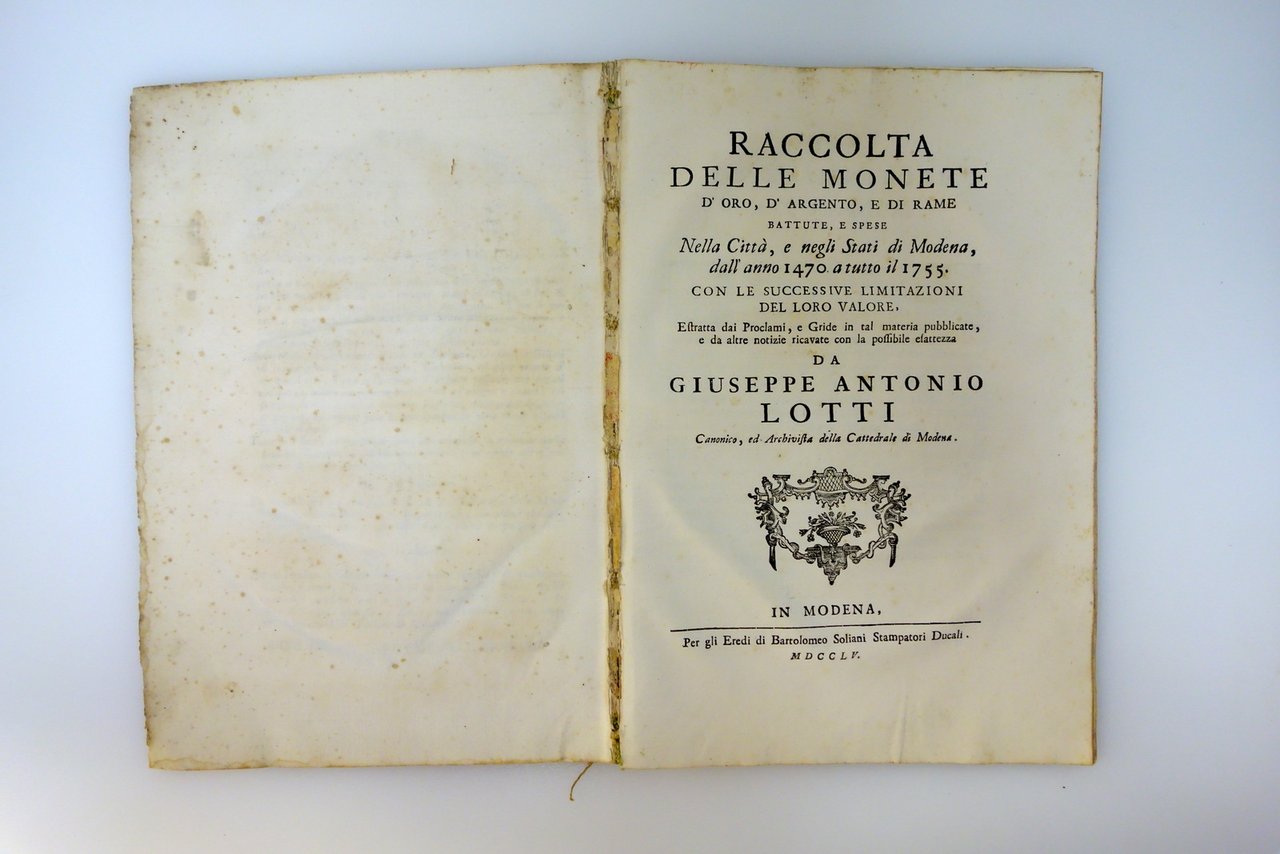 RACCOLTA
DELLE MONETE
D' ORO, D' ARGENTO, E DI RAME
BATTUTE, E SPESE
Nella Città, e negli Stati di Modena,
dall' anno 1470 a tutto il 1755.
CON LE SUCCESSIVE LIMITAZIONI
DEL LORO VALORE,
Eſtratta dai Proclami, e Gride in tal materia pubblicate,
e da altre notizie ricavate con la poſſibile eſattezza
DA
GIUSEPPE ANTONIO
LOTTI
Canonico, ed Archiviſta della Cattedrale di Modena.
IN MODENA,
Per gli Eredi di Bartolomeo Soliani Stampatori Ducali.
MDCCLV.